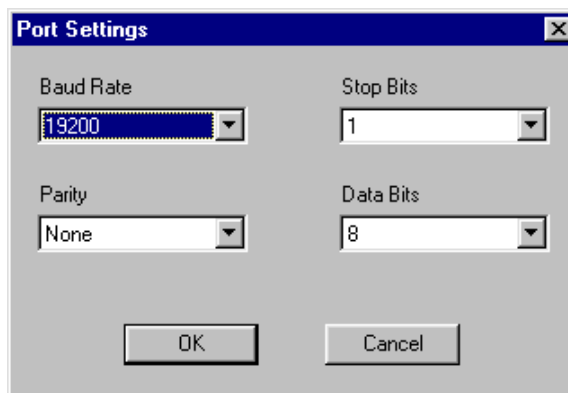 Port Settings
Baud Rate
Stop Bits
19200
1
Parity
Data Bits
None
8
OK
Cancel